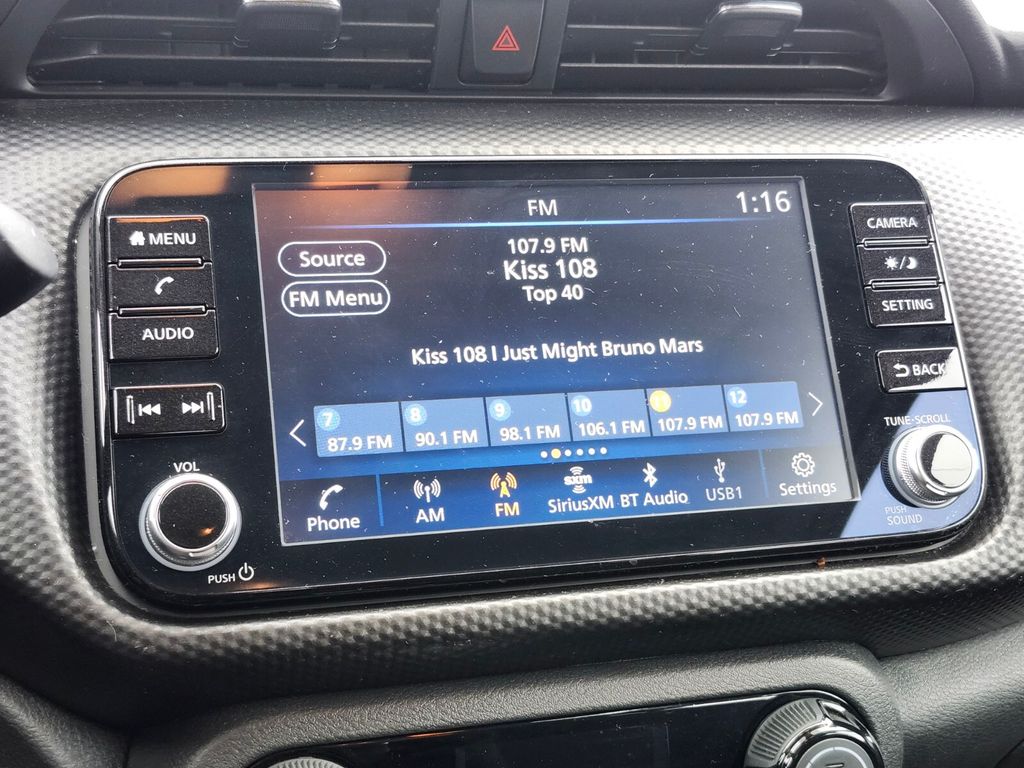 FM
1:16
MENU
CAMERA
107.9 FM
Source
Kiss 108
Top 40
FM Menu
SETTING
AUDIO
Kiss 108 I Just Might Bruno Mars
BACK
7 8 9 10 11 12
87.9 FM 90.1 FM 98.1 FM 106.1 FM 107.9 FM 107.9 FM
TUNE·SCROLL
VOL
sxm
Phone AM FM SiriusXM BT Audio USB1 Settings
PUSH
SOUND
PUSH